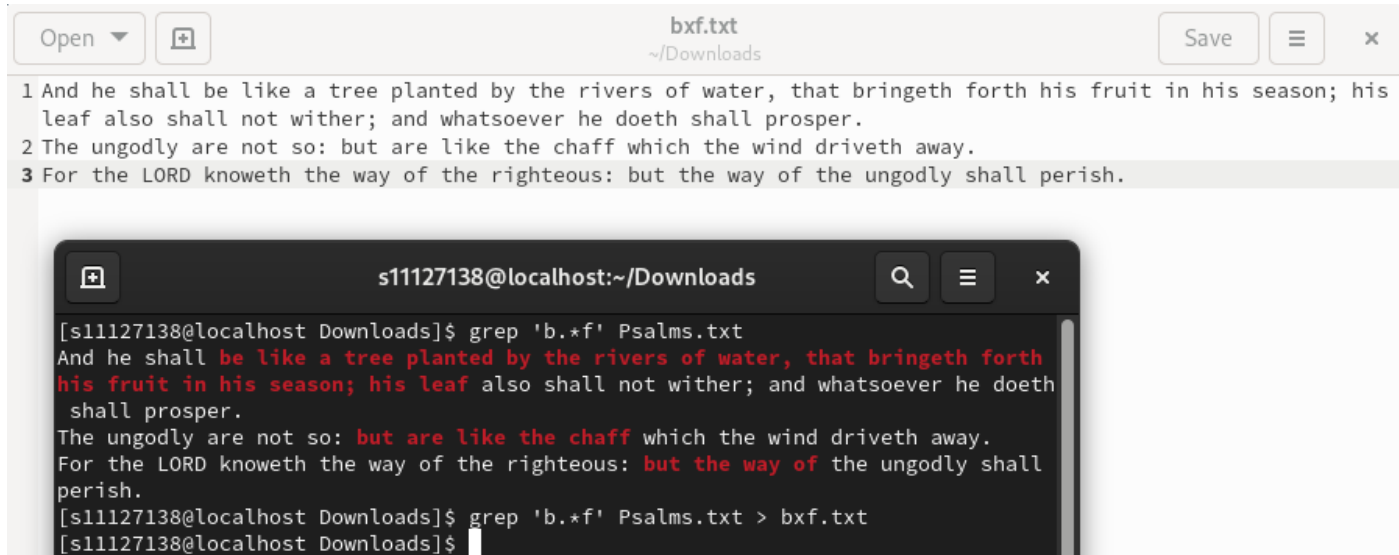 Open
bxf.txt
~/Downloads
Save
1 And he shall be like a tree planted by the rivers of water, that bringeth forth his fruit in his season; his
leaf also shall not wither; and whatsoever he doeth shall prosper.
2 The ungodly are not so: but are like the chaff which the wind driveth away.
3 For the LORD knoweth the way of the righteous: but the way of the ungodly shall perish.
s11127138@localhost:~/Downloads
[s11127138@localhost Downloads]$ grep 'b.*f' Psalms.txt
And he shall be like a tree planted by the rivers of water, that bringeth forth
his fruit in his season; his leaf also shall not wither; and whatsoever he doeth
shall prosper.
The ungodly are not so: but are like the chaff which the wind driveth away.
For the LORD knoweth the way of the righteous: but the way of the ungodly shall
perish.
[s11127138@localhost Downloads]$ grep 'b.*f' Psalms.txt > bxf.txt
[s11127138@localhost Downloads]$